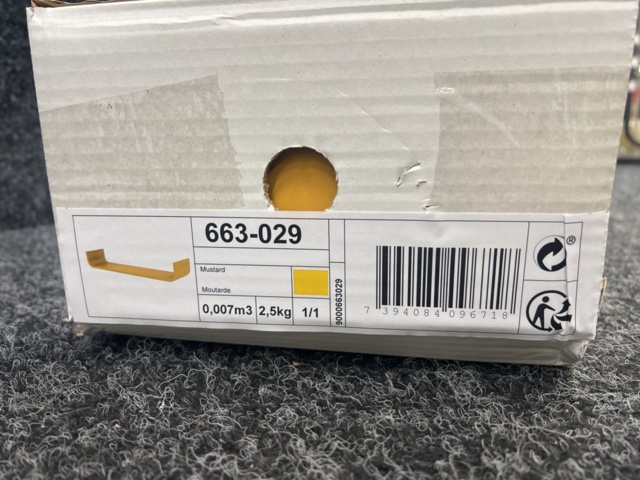 663-029
Mustard
Moutarde
0,007m3
2,5kg
1/1
9000663029
7 394084 096718
®